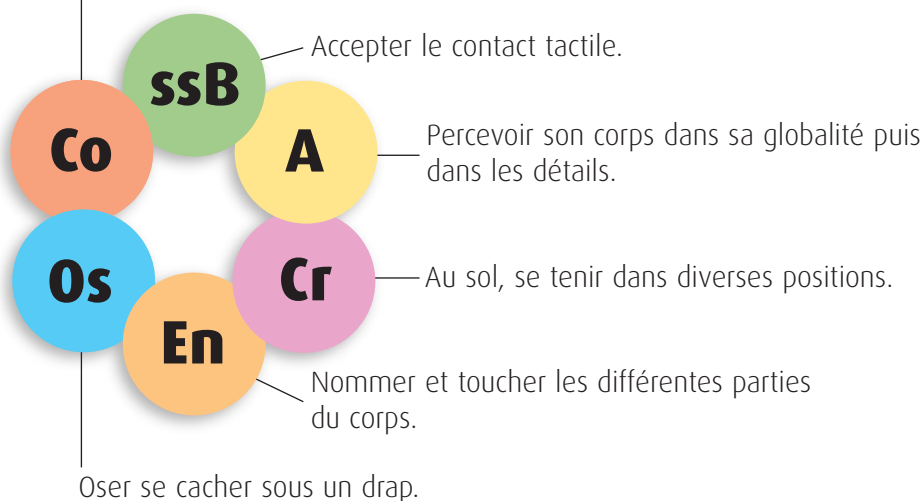 ssB
Accepter le contact tactile.
Co
A
Percevoir son corps dans sa globalité puis
dans les détails.
Os
Cr
Au sol, se tenir dans diverses positions.
En
Nommer et toucher les différentes parties
du corps.
Oser se cacher sous un drap.